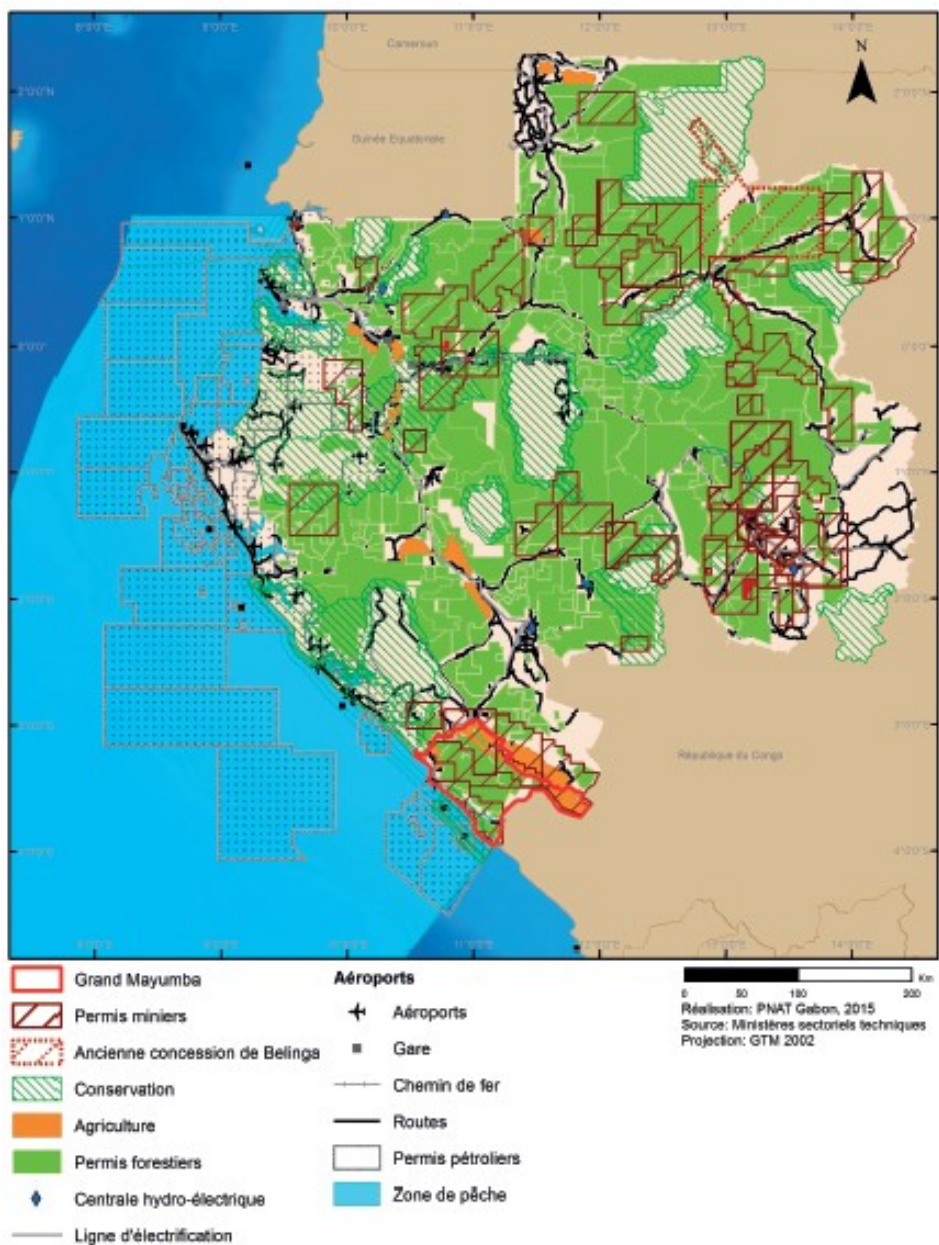 Cameroun
N
Guinée Equatoriale
République du Congo
Grand Mayumba
Permis miniers
Ancienne concession de Belinga
Conservation
Agriculture
Permis forestiers
Centrale hydro-électrique
Ligne d'électrification
Aéroports
Aéroports
Gare
Chemin de fer
Routes
Permis pétroliers
Zone de pêche
Km
0 50 100 200
Réalisation: PNAT Gabon, 2015
Source: Ministères sectoriels techniques
Projection: GTM 2002